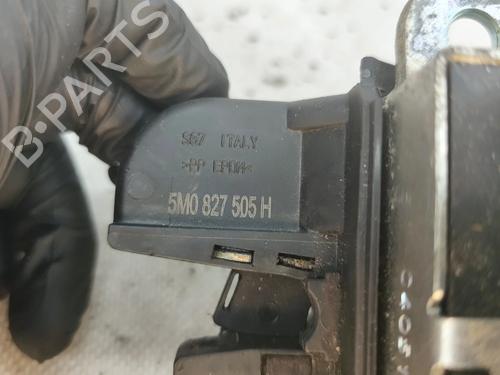 S67 ITALY
>PP EPDM<
5M0 827 505 H
B-PARTS